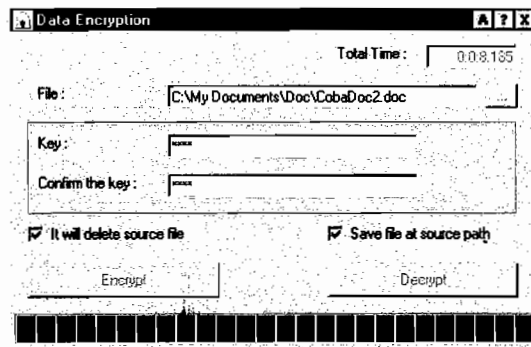 Data Encryption A ? X
Total Time : 0:0:8.185
File : C:\My Documents\Doc\CobaDoc2.doc ...
Key : ****
Confirm the key : ****
It will delete source file Save file at source path
Encrypt Decrypt